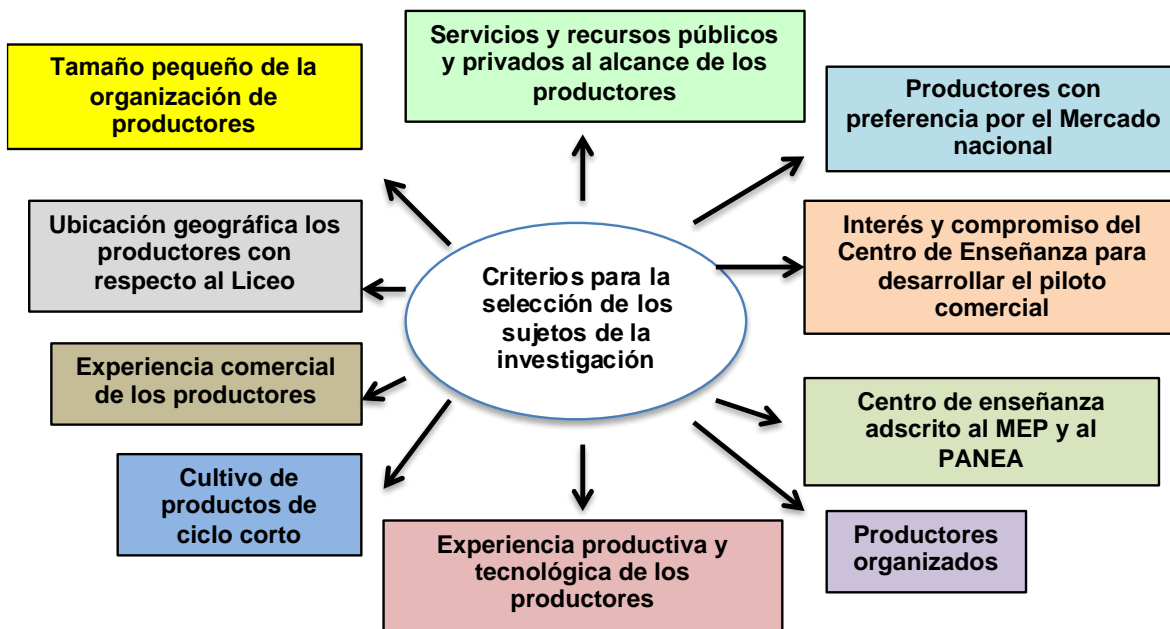 Servicios y recursos públicos
y privados al alcance de los
productores
Tamaño pequeño de la
organización de
productores
Productores con
preferencia por el Mercado
nacional
Ubicación geográfica los
productores con
respecto al Liceo
Interés y compromiso del
Centro de Enseñanza para
desarrollar el piloto
comercial
Criterios para la
selección de los
sujetos de la
investigación
Experiencia comercial
de los productores
Centro de enseñanza
adscrito al MEP y al
PANEA
Cultivo de
productos de
ciclo corto
Experiencia productiva y
tecnológica de los
productores
Productores
organizados